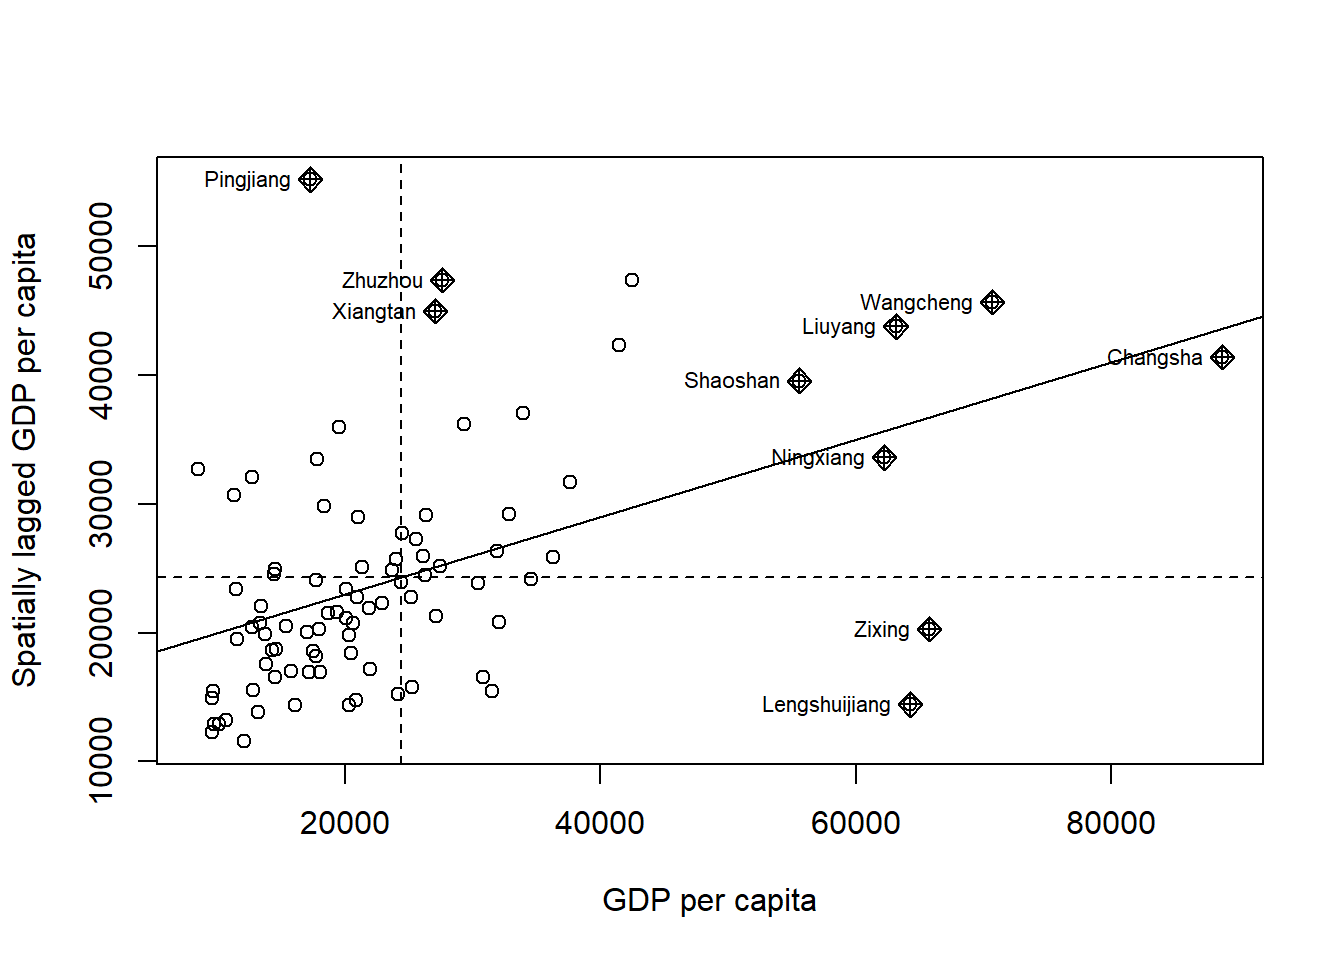 Pingjiang
Zhuzhou
Xiangtan
Wangcheng
Liuyang
Changsha
Shaoshan
Ningxiang
Zixing
Lengshuijiang
50000
40000
30000
20000
10000
Spatially lagged GDP per capita
20000 40000 60000 80000
GDP per capita